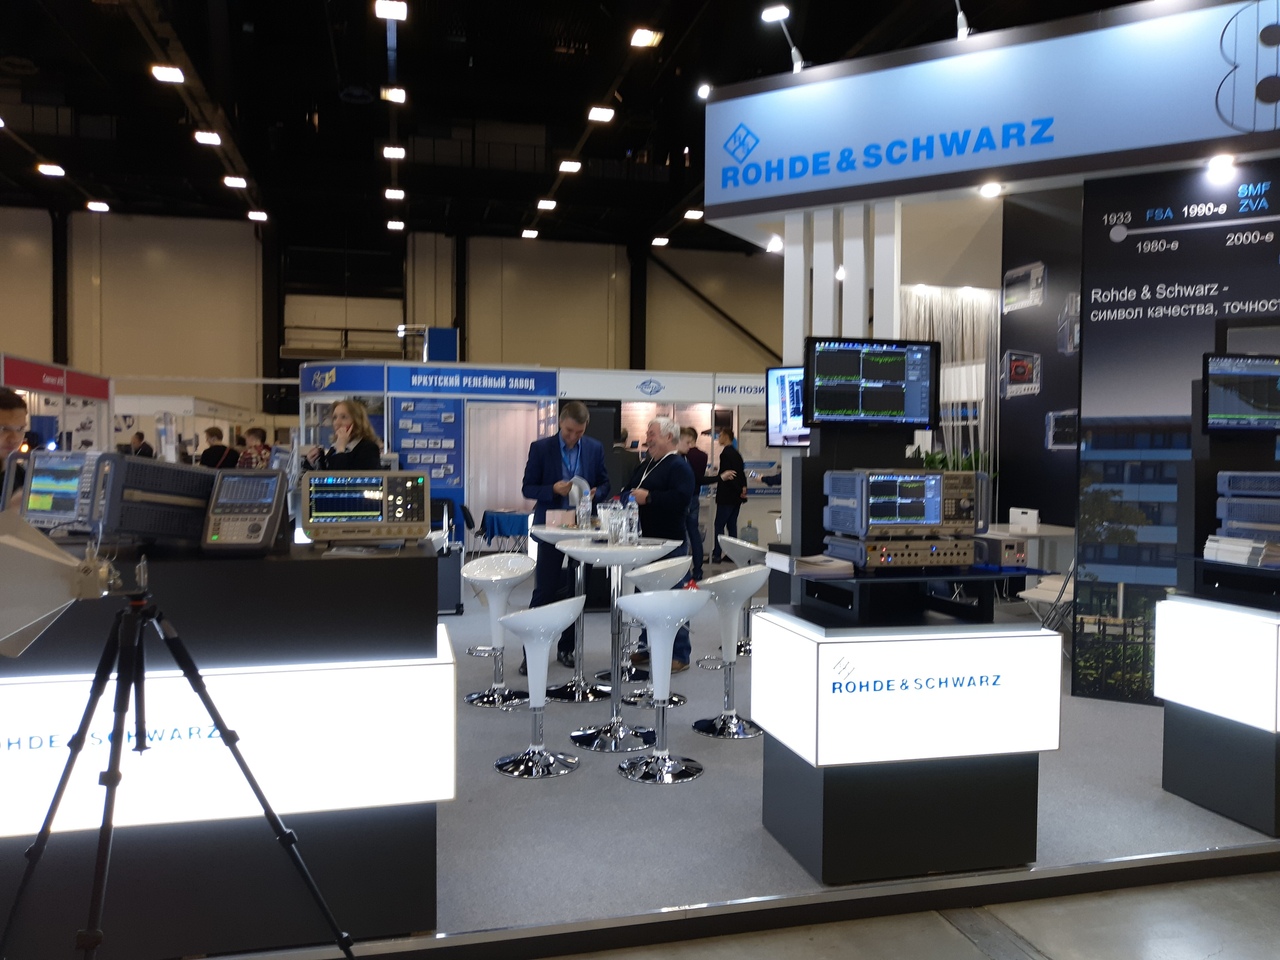 ROHDE & SCHWARZ
1933 FSA 1990-е SMF
ZVA
1980-е 2000-е
Rohde & Schwarz -
символ качества, точност
ИРКУТСКИЙ РЕЛЕЙНЫЙ ЗАВОД
НПК ПОЗИ
ROHDE & SCHWARZ
OHDE & SCHWARZ